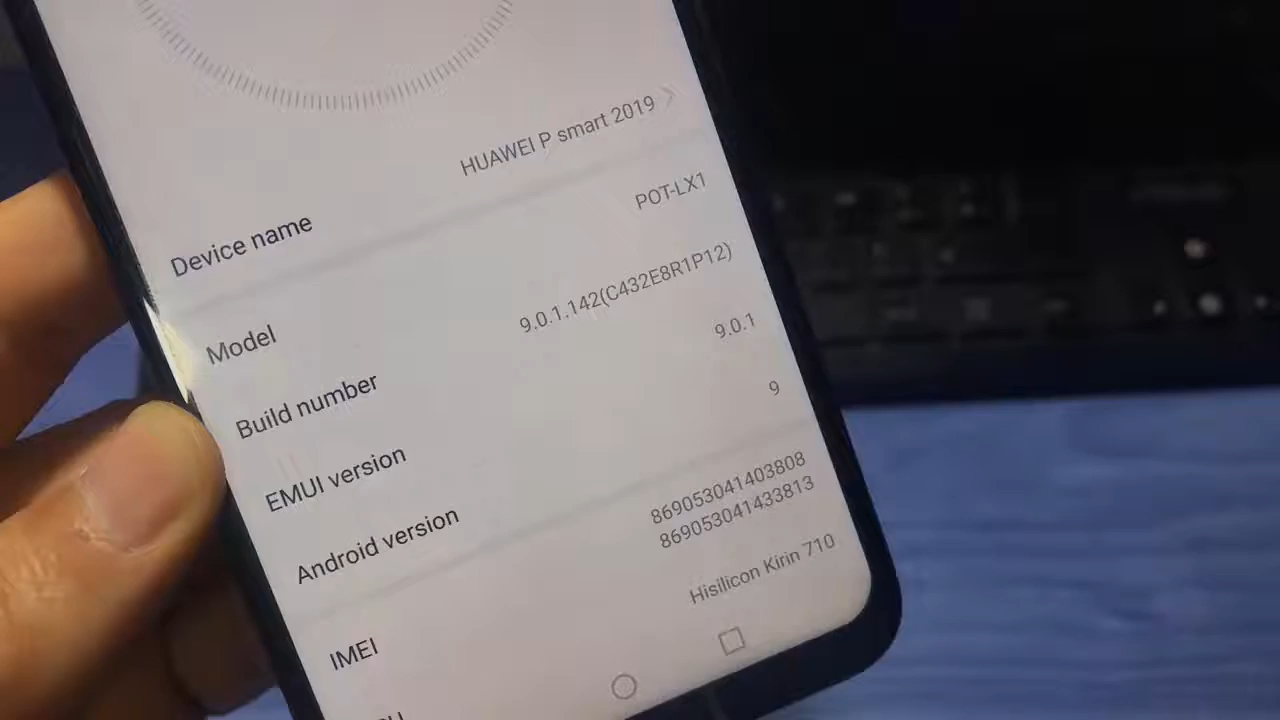 Device name HUAWEI P smart 2019
Model POT-LX1
Build number 9.0.1.142(C432E8R1P12)
EMUI version 9.0.1
Android version 9
IMEI 869053041403808
869053041433813
Hisilicon Kirin 710